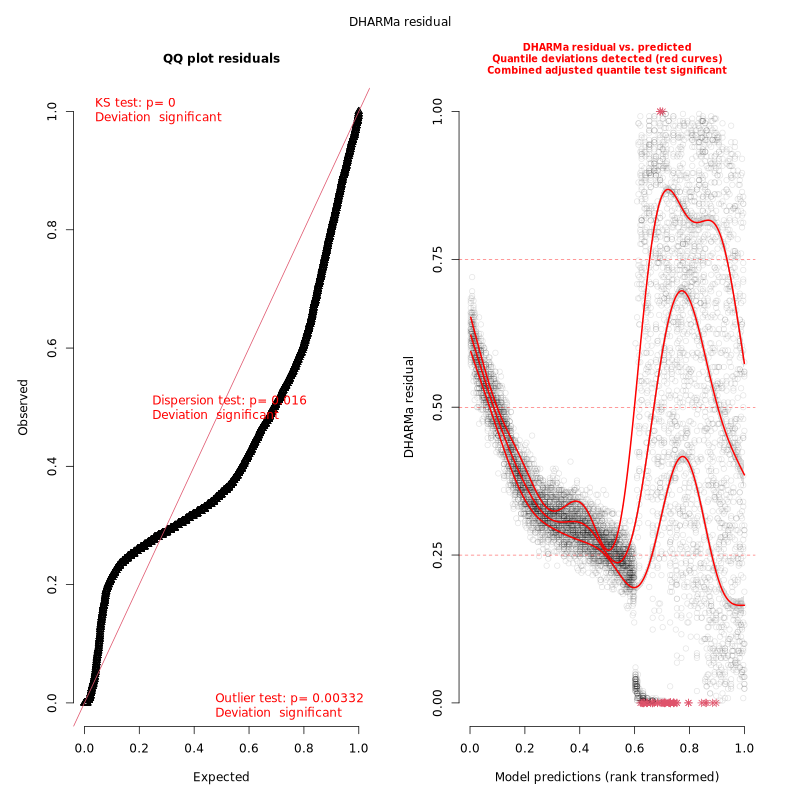 DHARMa residual
QQ plot residuals
KS test: p= 0
Deviation  significant
Dispersion test: p= 0.016
Deviation  significant
Outlier test: p= 0.00332
Deviation  significant
Observed
0.0 0.2 0.4 0.6 0.8 1.0
0.0 0.2 0.4 0.6 0.8 1.0
Expected
DHARMa residual vs. predicted
Quantile deviations detected (red curves)
Combined adjusted quantile test significant
DHARMa residual
0.00 0.25 0.50 0.75 1.00
0.0 0.2 0.4 0.6 0.8 1.0
Model predictions (rank transformed)